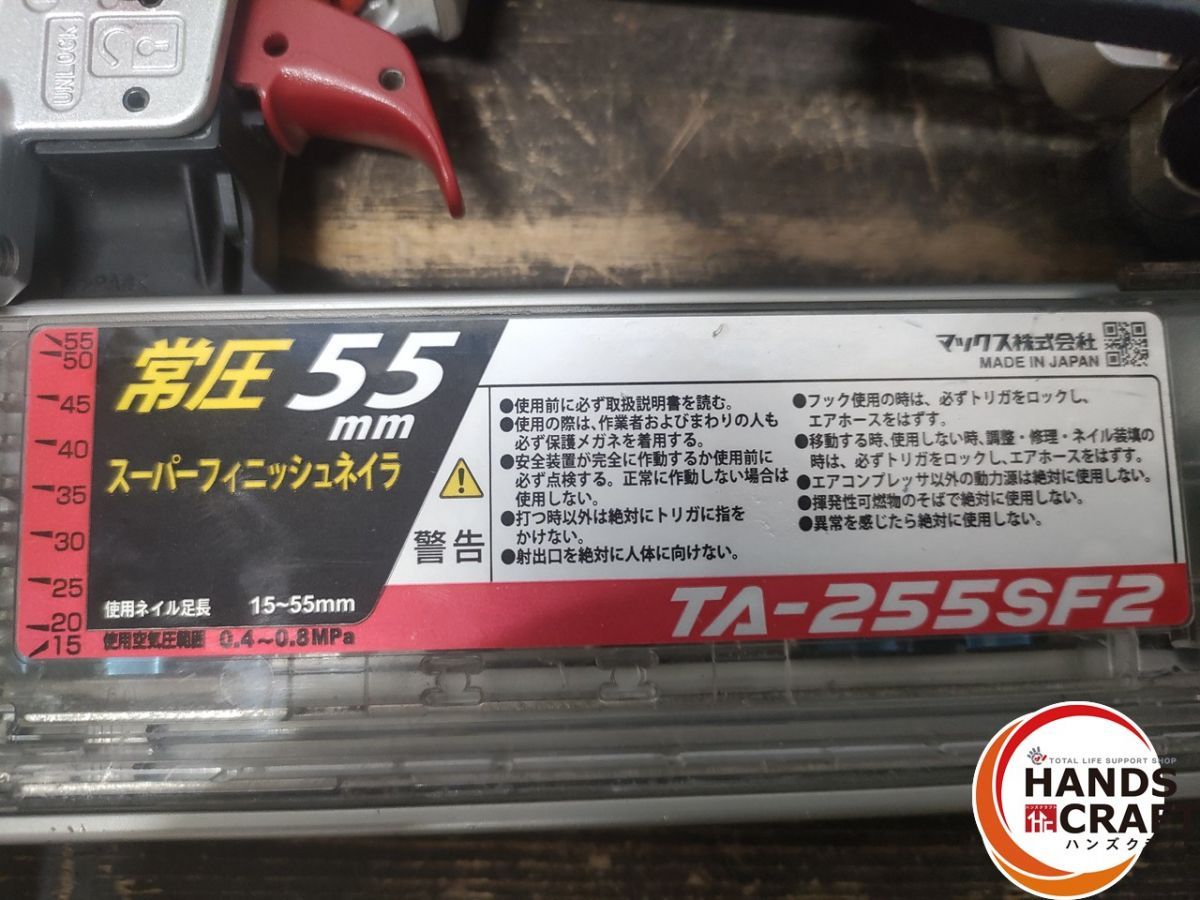 UNLOCK
55
50
45
40
35
30
25
20
15
常圧 55
mm
スーパーフィニッシュネイラ
使用ネイル足長 15~55mm
使用空気圧範囲 0.4~0.8MPa
警告
マックス株式会社
MADE IN JAPAN
●使用前に必ず取扱説明書を読む。
●使用の際は、作業者およびまわりの人も
必ず保護メガネを着用する。
●安全装置が完全に作動するか使用前に
必ず点検する。正常に作動しない場合は
使用しない。
●打つ時以外は絶対にトリガに指を
かけない。
●射出口を絶対に人体に向けない。
●フック使用の時は、必ずトリガをロックし、
エアホースをはずす。
●移動する時、使用しない時、調整・修理・ネイル装填の
時は、必ずトリガをロックし、エアホースをはずす。
●エアコンプレッサ以外の動力源は絶対に使用しない。
●揮発性可燃物のそばで絶対に使用しない。
●異常を感じたら絶対に使用しない。
TA-255SF2
TOTAL LIFE SUPPORT SHOP
HANDS
CRAFT
ハンズク